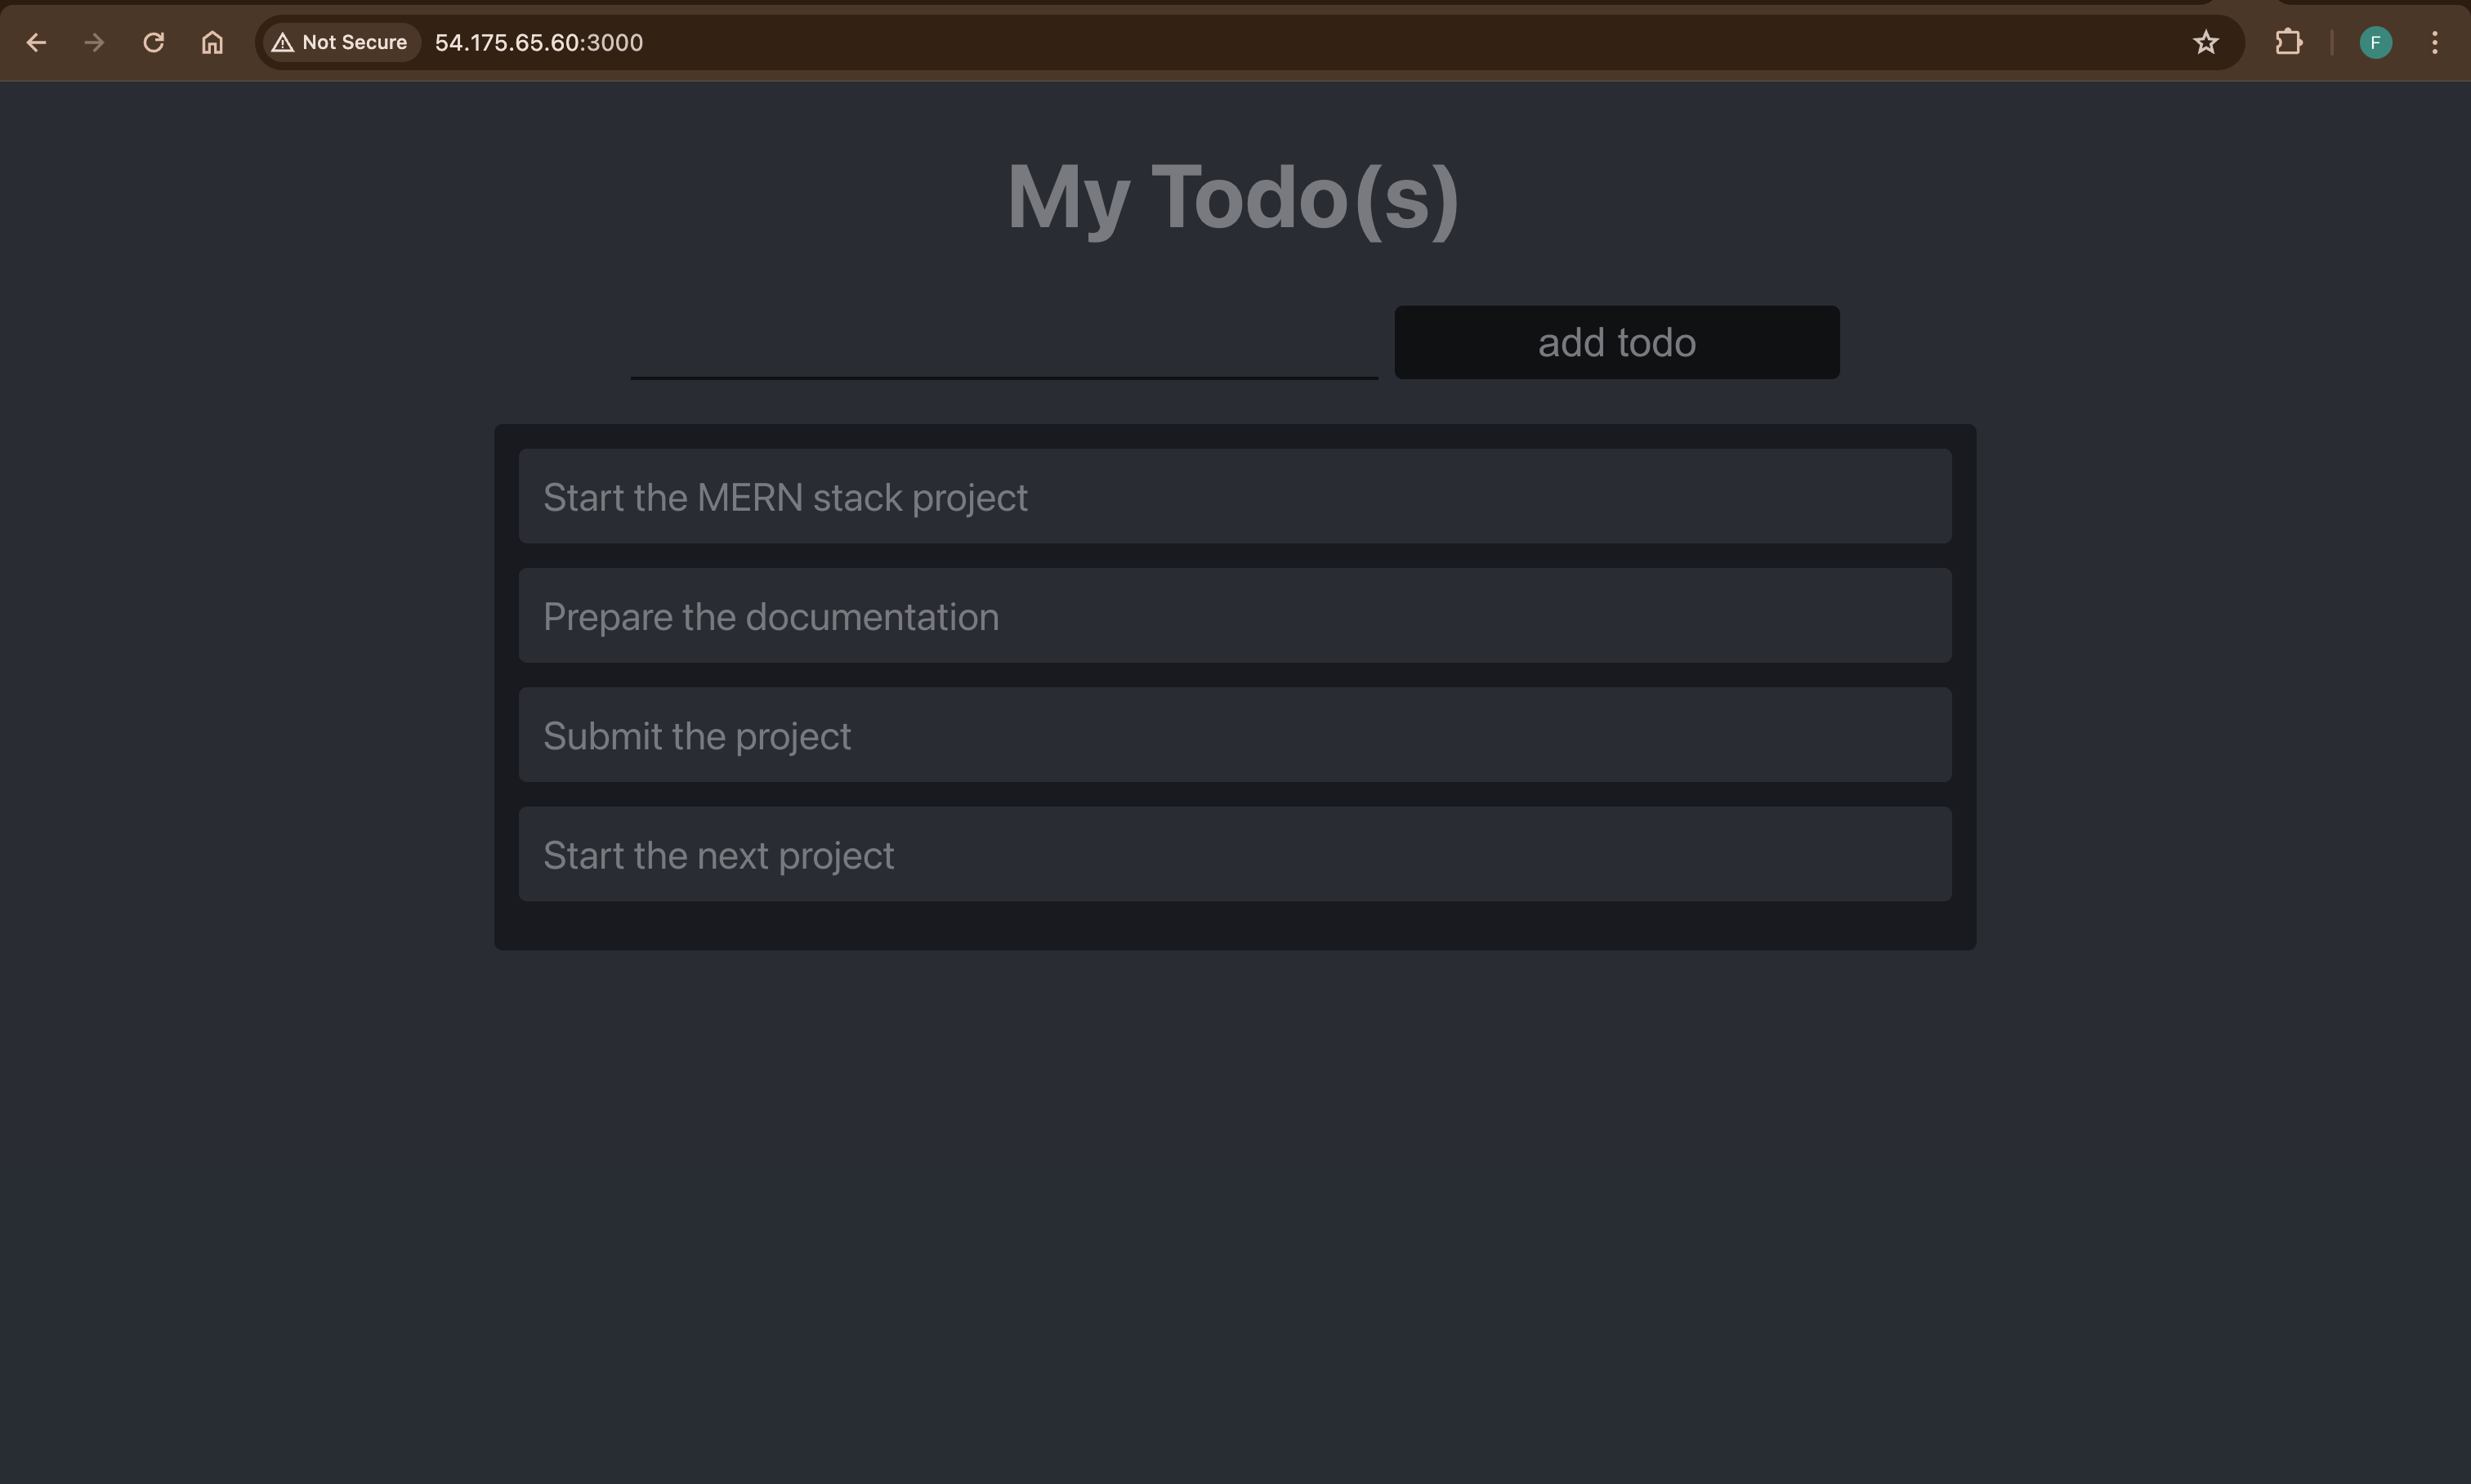 Not Secure 54.175.65.60:3000
F
My Todo(s)
add todo
Start the MERN stack project
Prepare the documentation
Submit the project
Start the next project